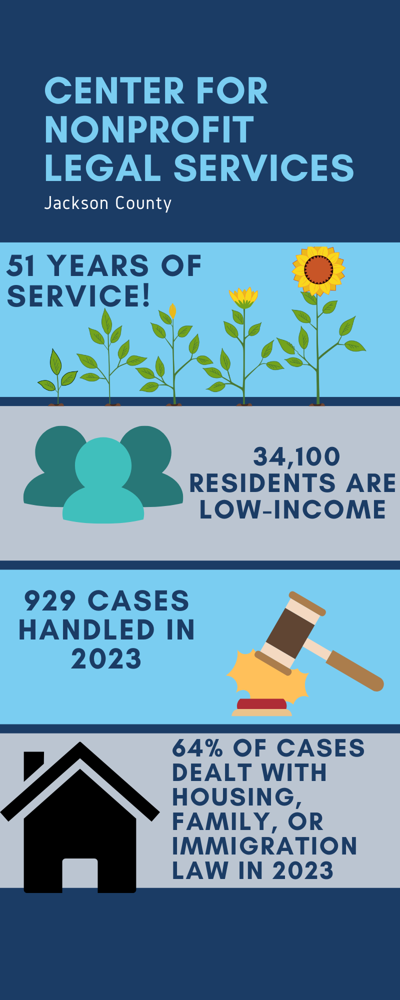 CENTER FOR
NONPROFIT
LEGAL SERVICES
Jackson County
51 YEARS OF
SERVICE!
34,100
RESIDENTS ARE
LOW-INCOME
929 CASES
HANDLED IN
2023
64% OF CASES
DEALT WITH
HOUSING,
FAMILY, OR
IMMIGRATION
LAW IN 2023